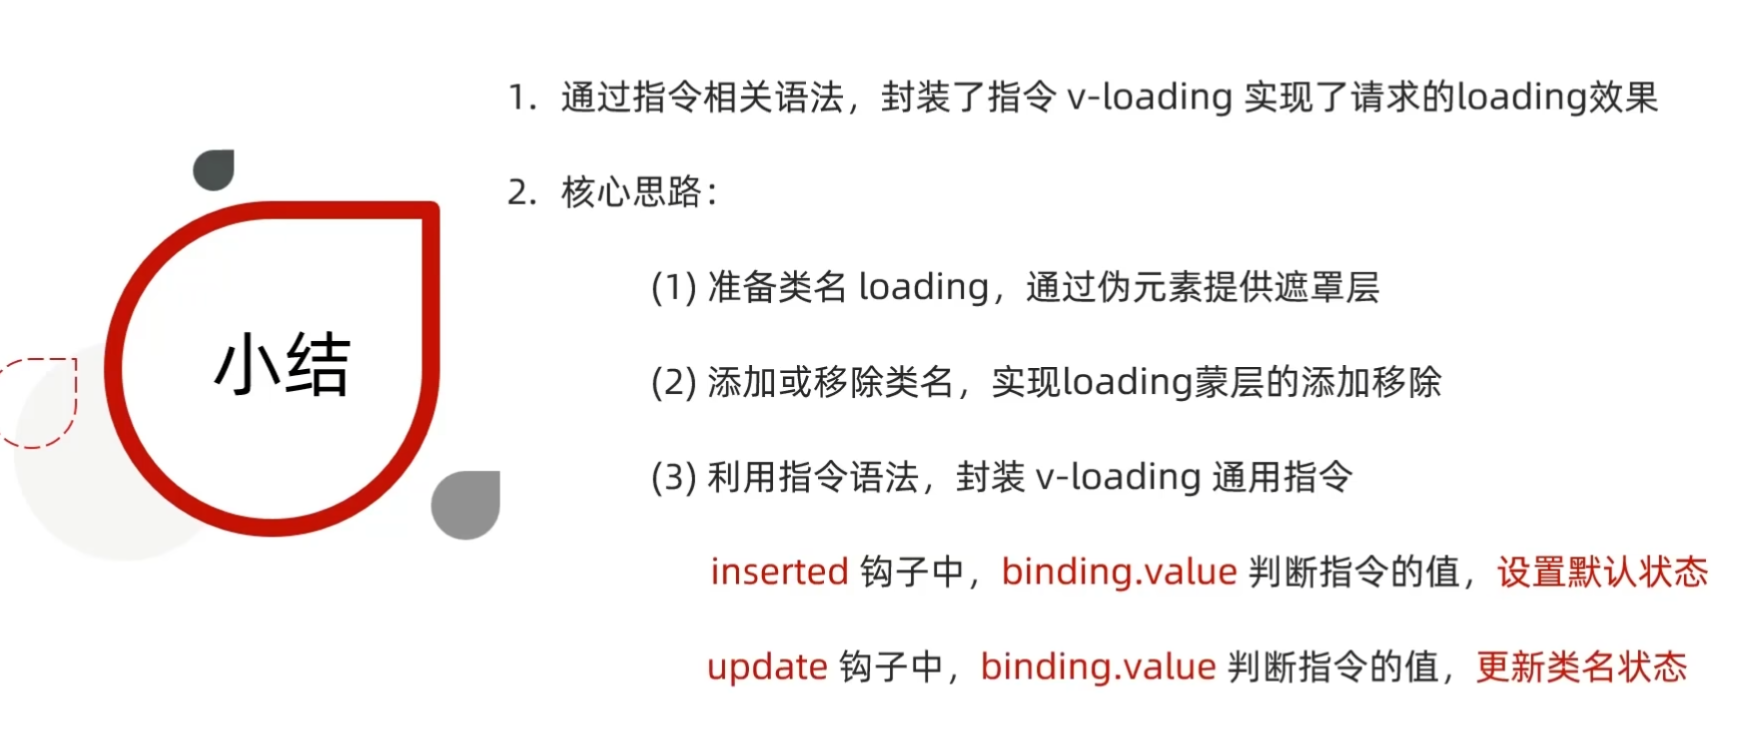 小结
1. 通过指令相关语法，封装了指令 v-loading 实现了请求的loading效果
2. 核心思路：
(1) 准备类名 loading，通过伪元素提供遮罩层
(2) 添加或移除类名，实现loading蒙层的添加移除
(3) 利用指令语法，封装 v-loading 通用指令
inserted 钩子中，binding.value 判断指令的值，设置默认状态
update 钩子中，binding.value 判断指令的值，更新类名状态